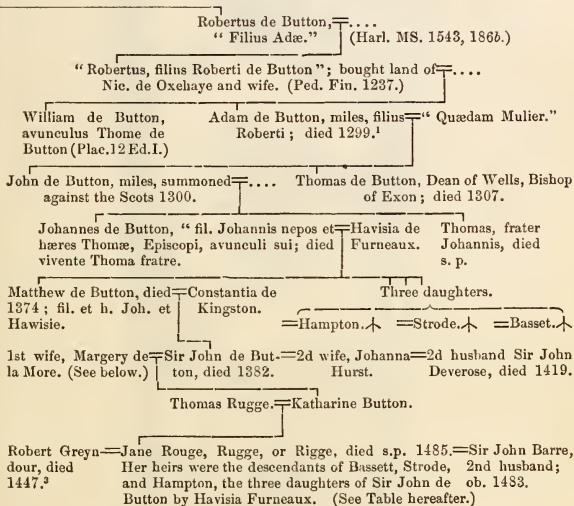 Robertus de Button,=....
"Filius Adæ." (Harl. MS. 1543, 186b.)
"Robertus, filius Roberti de Button"; bought land of=....
Nic. de Oxehaye and wife. (Ped. Fin. 1237.)
William de Button, Adam de Button, miles, filius="Quædam Mulier."
avunculus Thome de Roberti; died 1299.¹
Button (Plac.12 Ed.I.)
John de Button, miles, summoned=.... Thomas de Button, Dean of Wells, Bishop
against the Scots 1300. of Exon; died 1307.
Johannes de Button, "fil. Johannis nepos et=Havisia de Thomas, frater
hæres Thomæ, Episcopi, avunculi sui; died Furneaux. Johannis, died
vivente Thoma fratre. s. p.
Matthew de Button, died=Constantia de Three daughters.
1374; fil. et h. Joh. et Kingston.
Hawisie. =Hampton. =Strode. =Basset.
1st wife, Margery de=Sir John de But-=2d wife, Johanna=2d husband Sir John
la More. (See below.) ton, died 1382. Hurst. Deverose, died 1419.
Thomas Rugge.=Katharine Button.
Robert Greyn-=Jane Rouge, Rugge, or Rigge, died s.p. 1485.=Sir John Barre,
dour, died Her heirs were the descendants of Bassett, Strode, 2nd husband;
1447.³ and Hampton, the three daughters of Sir John de ob. 1483.
Button by Havisia Furneaux. (See Table hereafter.)